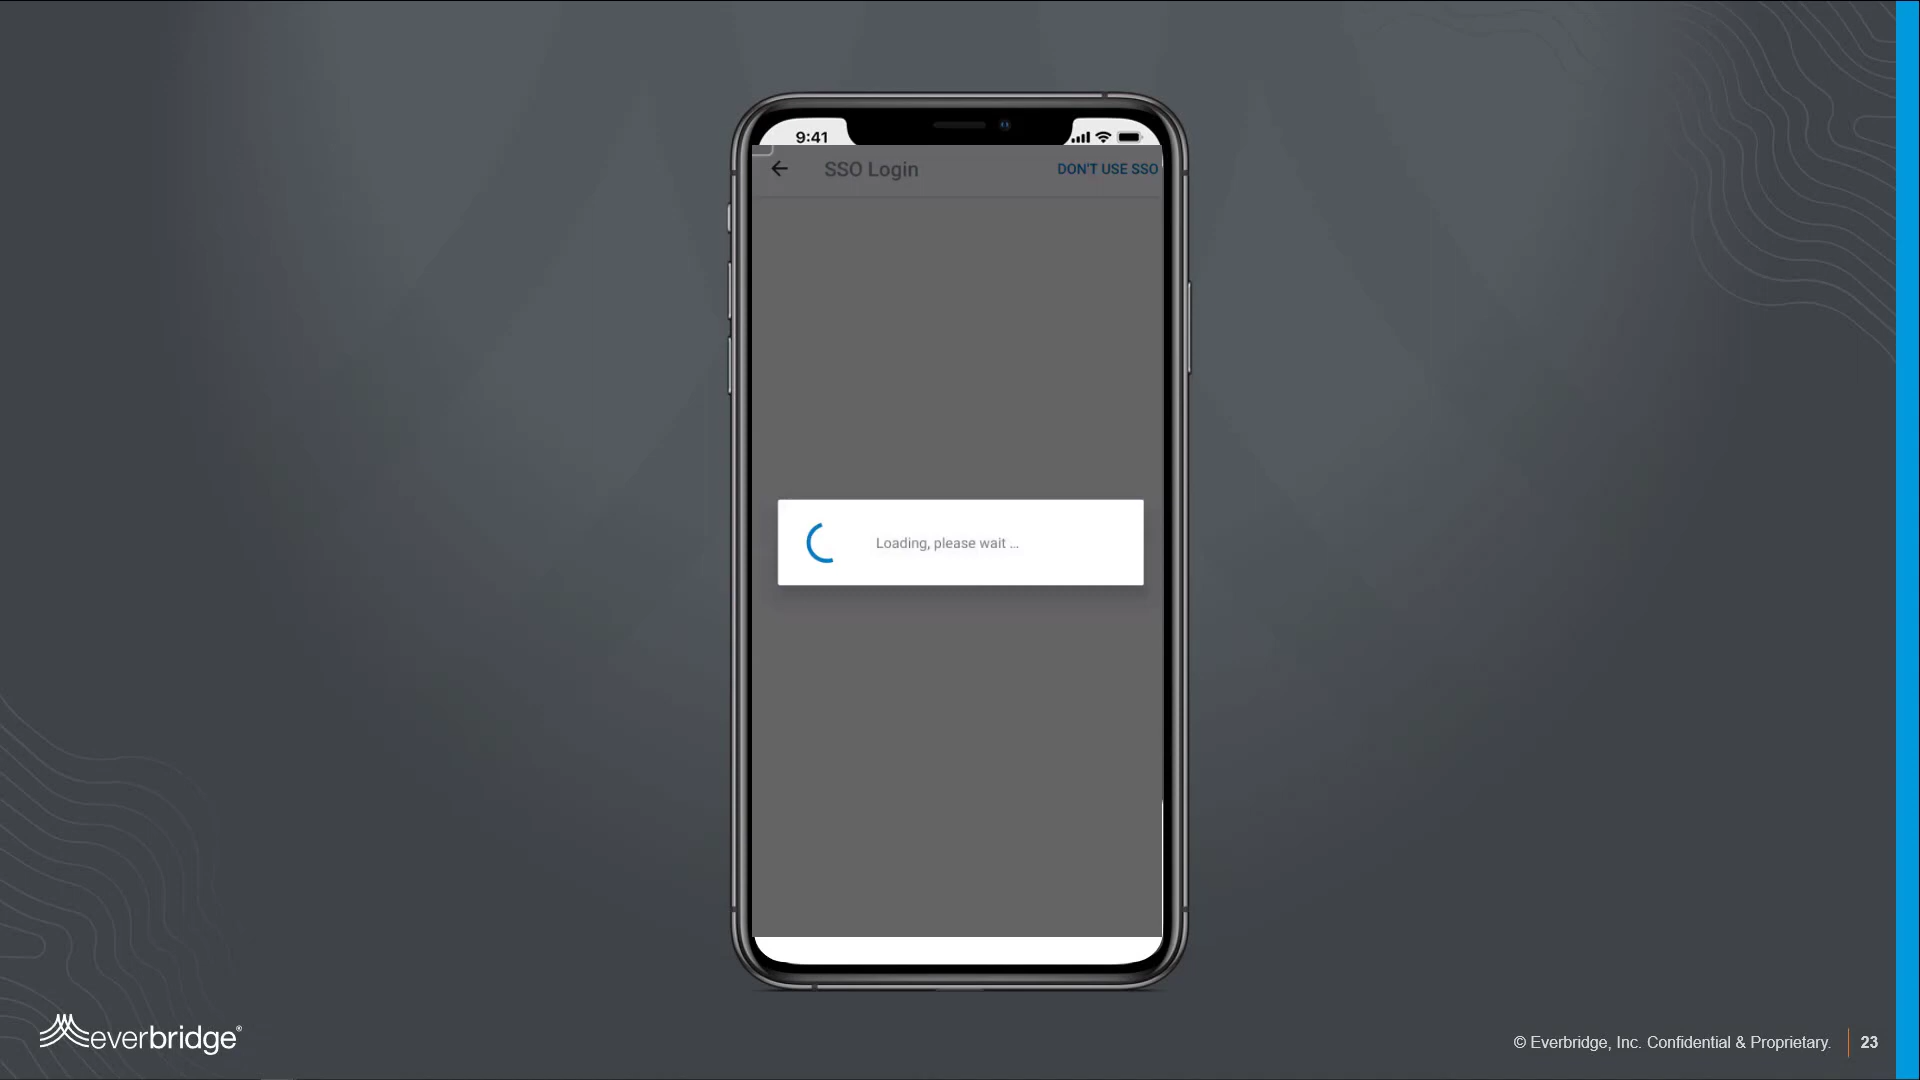 9:41
SSO Login
DON'T USE SSO
Loading, please wait ...
everbridge®
© Everbridge, Inc. Confidential & Proprietary.
23